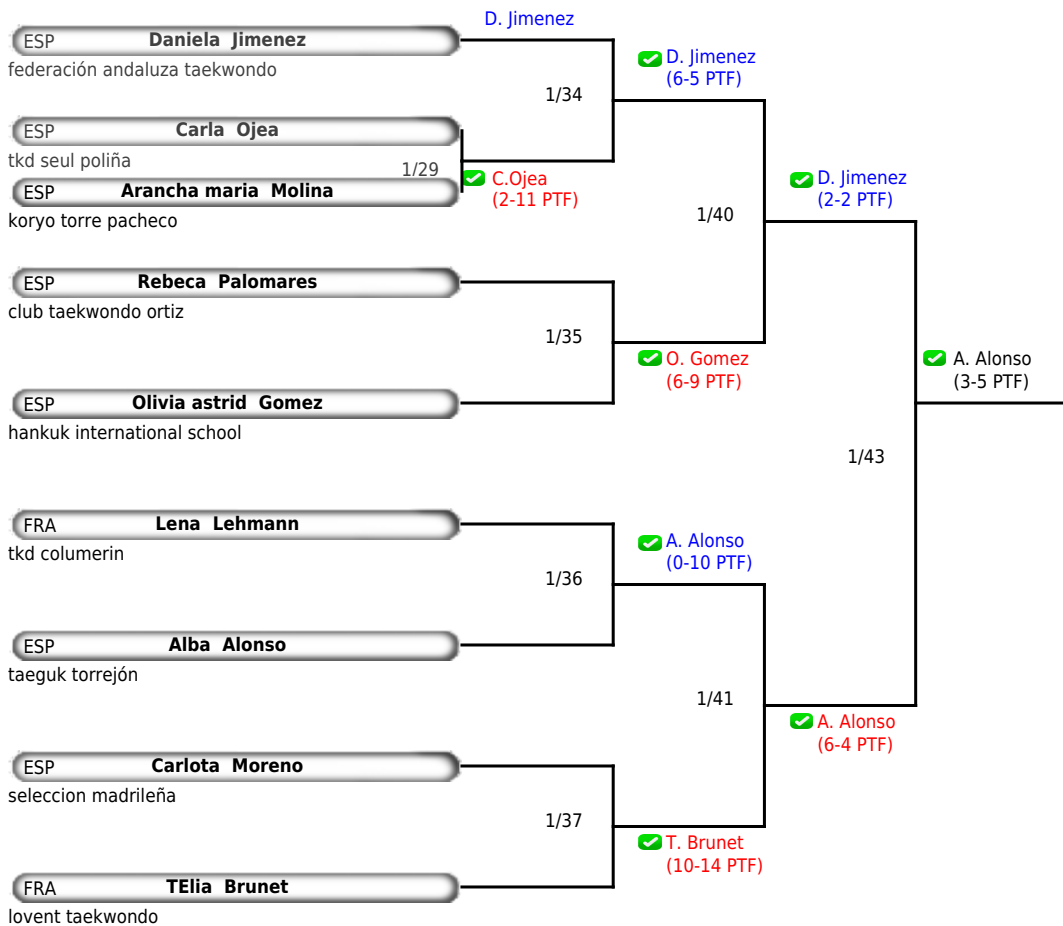 D. Jimenez
ESP Daniela Jimenez
federación andaluza taekwondo
D. Jimenez
(6-5 PTF)
1/34
ESP Carla Ojea
tkd seul poliña
1/29
C.Ojea
(2-11 PTF)
ESP Arancha maria Molina
koryo torre pacheco
D. Jimenez
(2-2 PTF)
1/40
ESP Rebeca Palomares
club taekwondo ortiz
1/35
O. Gomez
(6-9 PTF)
ESP Olivia astrid Gomez
hankuk international school
A. Alonso
(3-5 PTF)
1/43
FRA Lena Lehmann
tkd columerin
A. Alonso
(0-10 PTF)
1/36
ESP Alba Alonso
taeguk torrejón
1/41
A. Alonso
(6-4 PTF)
ESP Carlota Moreno
seleccion madrileña
1/37
T. Brunet
(10-14 PTF)
FRA TElia Brunet
lovent taekwondo